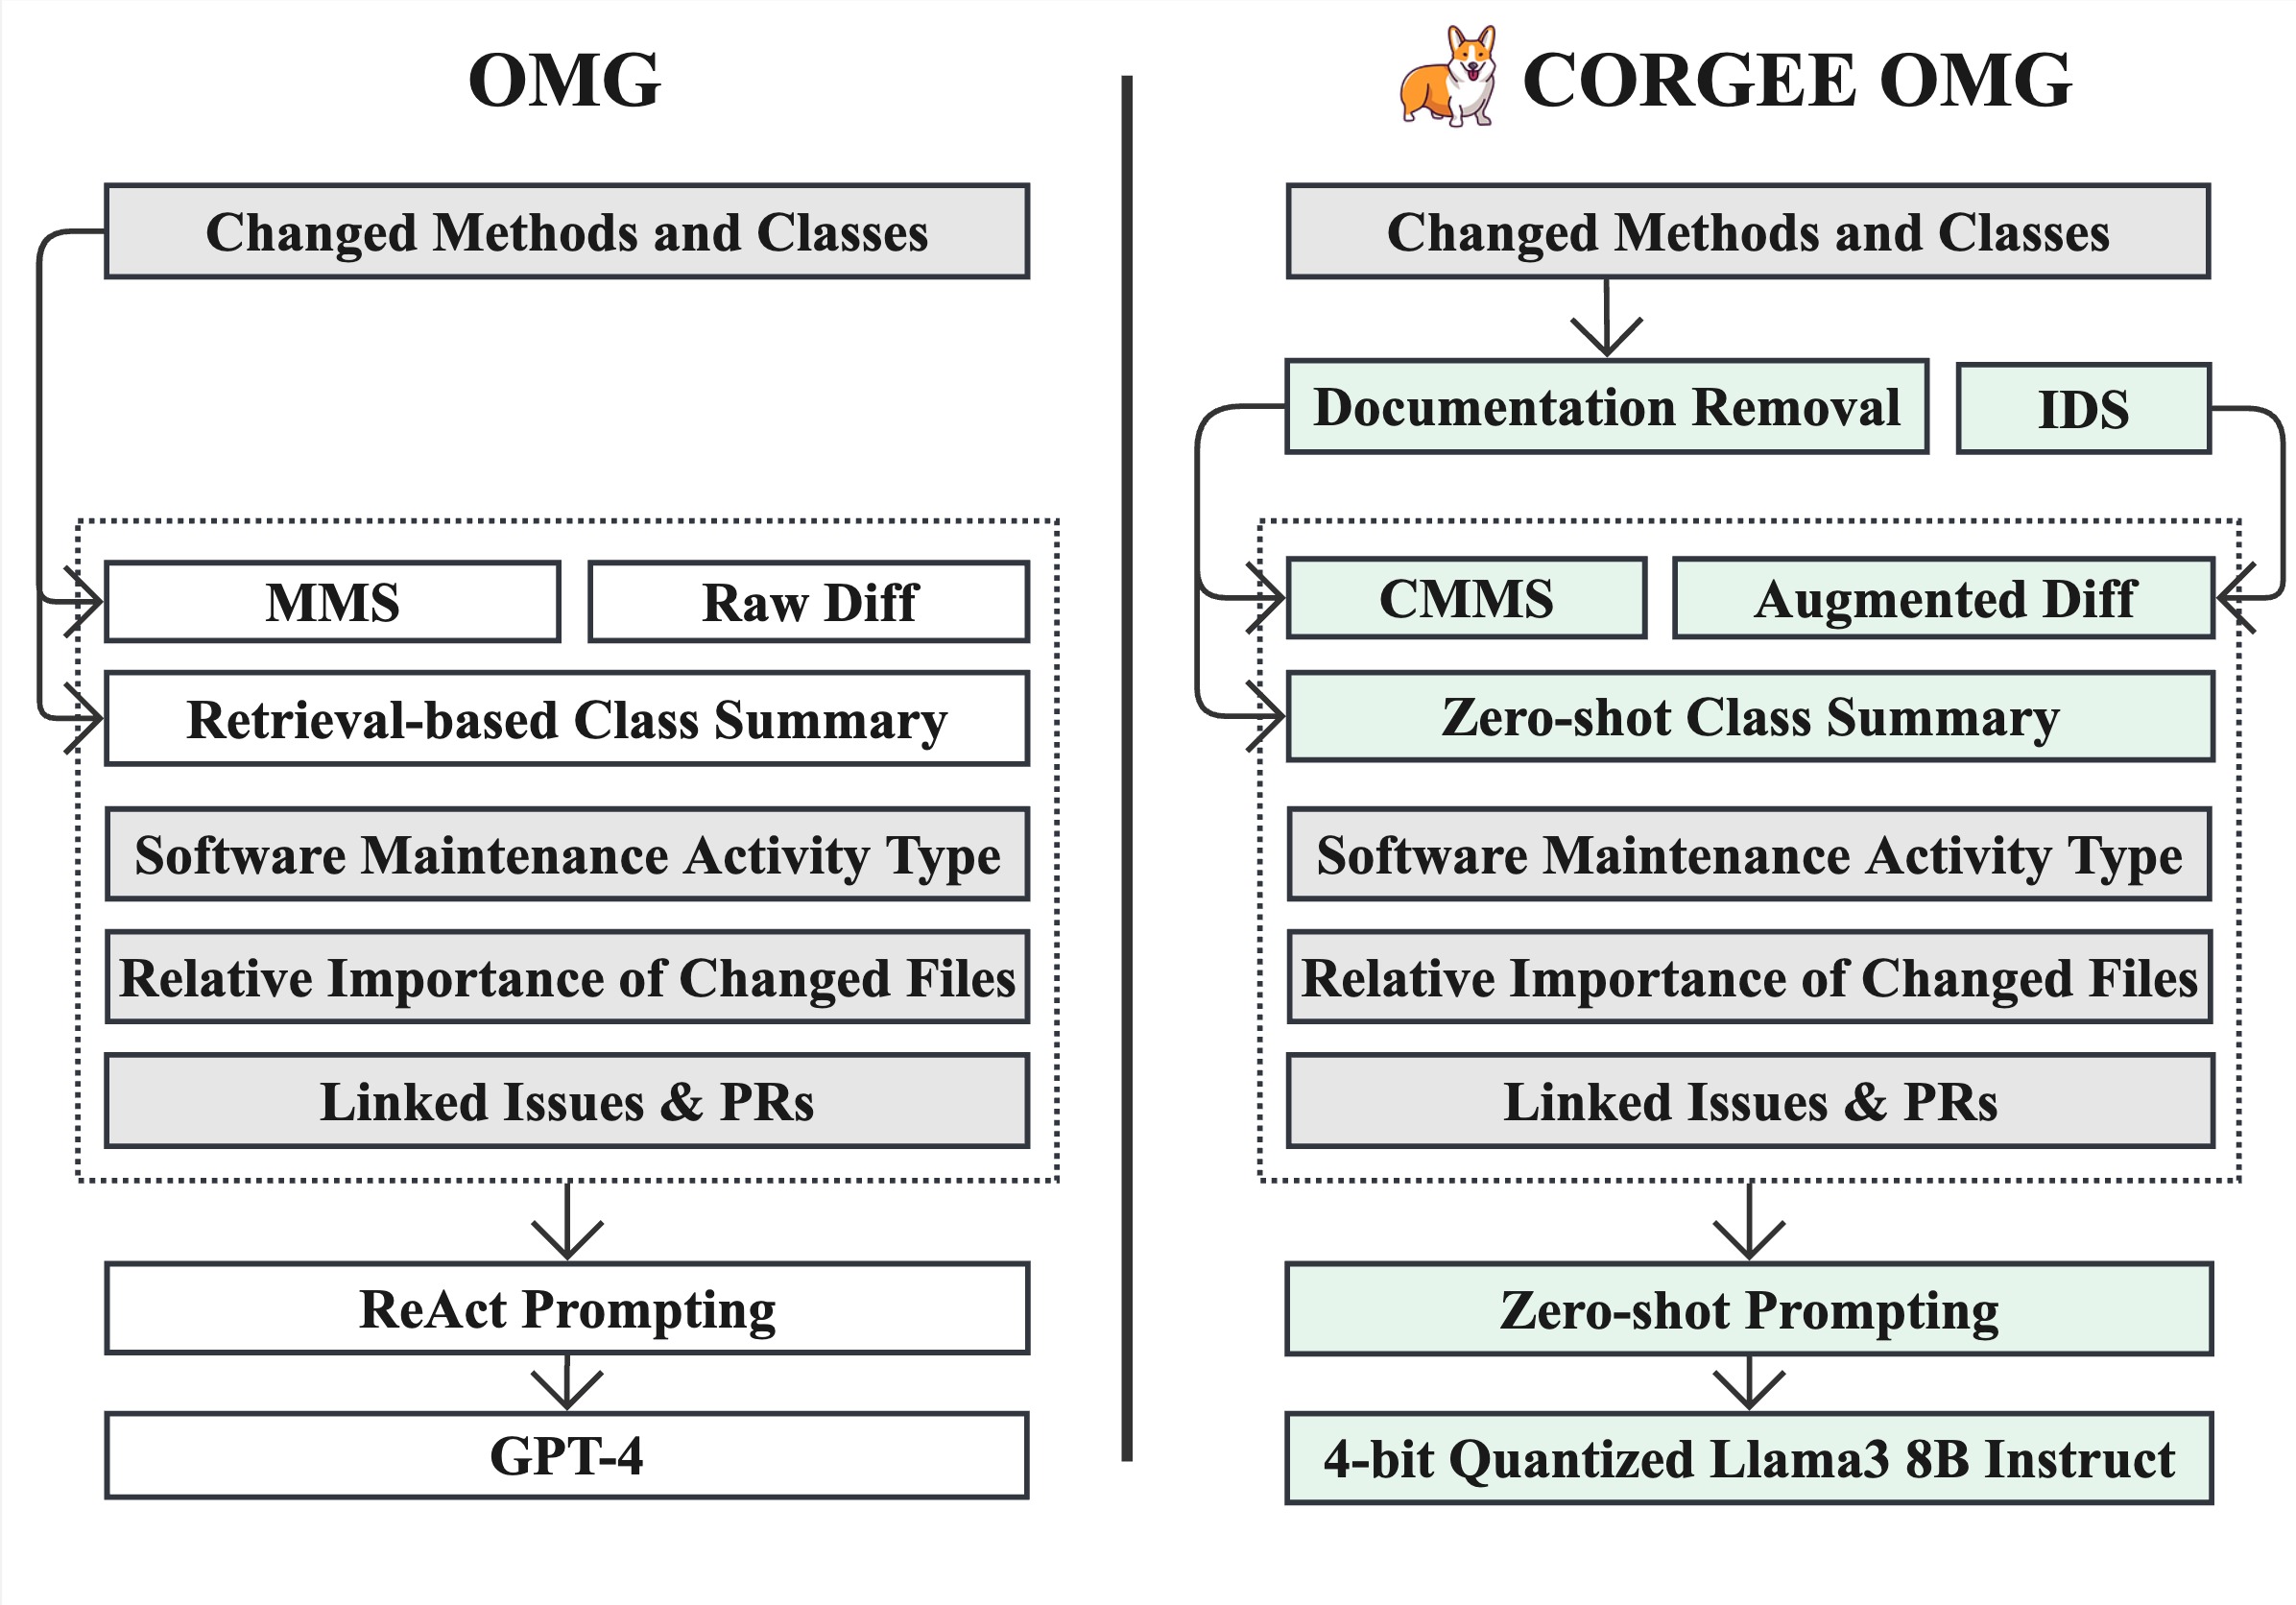 OMG
Changed Methods and Classes
MMS
Raw Diff
Retrieval-based Class Summary
Software Maintenance Activity Type
Relative Importance of Changed Files
Linked Issues & PRs
ReAct Prompting
GPT-4
CORGEE OMG
Changed Methods and Classes
Documentation Removal
IDS
CMMS
Augmented Diff
Zero-shot Class Summary
Software Maintenance Activity Type
Relative Importance of Changed Files
Linked Issues & PRs
Zero-shot Prompting
4-bit Quantized Llama3 8B Instruct